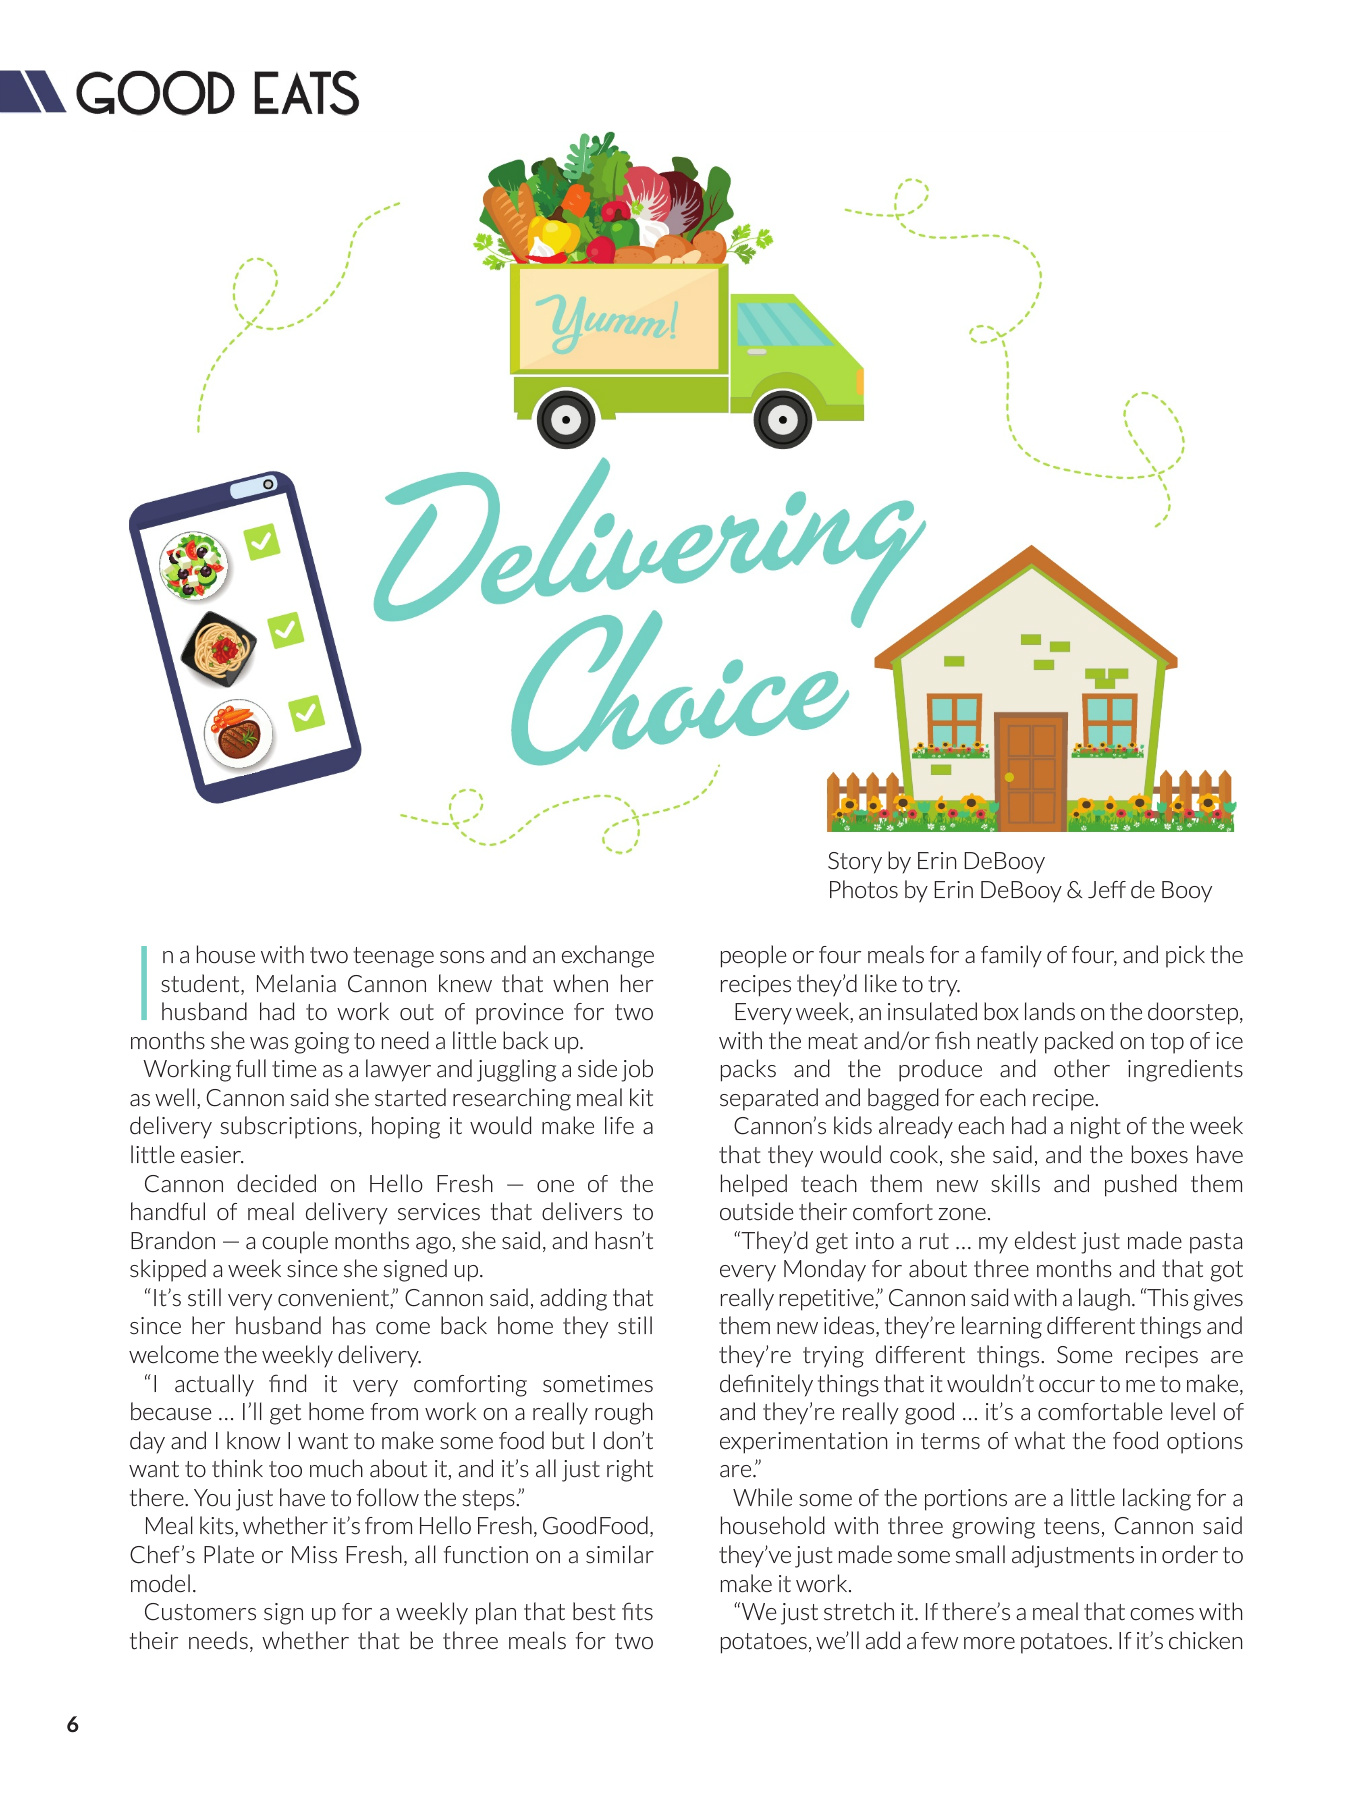 GOOD EATS
Yumm!
Delivering
Choice
Story by Erin DeBooy
Photos by Erin DeBooy & Jeff de Booy
In a house with two teenage sons and an exchange
student, Melania Cannon knew that when her
husband had to work out of province for two
months she was going to need a little back up.
Working full time as a lawyer and juggling a side job
as well, Cannon said she started researching meal kit
delivery subscriptions, hoping it would make life a
little easier.
Cannon decided on Hello Fresh — one of the
handful of meal delivery services that delivers to
Brandon — a couple months ago, she said, and hasn’t
skipped a week since she signed up.
“It’s still very convenient,” Cannon said, adding that
since her husband has come back home they still
welcome the weekly delivery.
“I actually find it very comforting sometimes
because ... I’ll get home from work on a really rough
day and I know I want to make some food but I don’t
want to think too much about it, and it’s all just right
there. You just have to follow the steps.”
Meal kits, whether it’s from Hello Fresh, GoodFood,
Chef’s Plate or Miss Fresh, all function on a similar
model.
Customers sign up for a weekly plan that best fits
their needs, whether that be three meals for two
people or four meals for a family of four, and pick the
recipes they’d like to try.
Every week, an insulated box lands on the doorstep,
with the meat and/or fish neatly packed on top of ice
packs and the produce and other ingredients
separated and bagged for each recipe.
Cannon’s kids already each had a night of the week
that they would cook, she said, and the boxes have
helped teach them new skills and pushed them
outside their comfort zone.
“They’d get into a rut ... my eldest just made pasta
every Monday for about three months and that got
really repetitive,” Cannon said with a laugh. “This gives
them new ideas, they’re learning different things and
they’re trying different things. Some recipes are
definitely things that it wouldn’t occur to me to make,
and they’re really good ... it’s a comfortable level of
experimentation in terms of what the food options
are.”
While some of the portions are a little lacking for a
household with three growing teens, Cannon said
they’ve just made some small adjustments in order to
make it work.
“We just stretch it. If there’s a meal that comes with
potatoes, we’ll add a few more potatoes. If it’s chicken
6